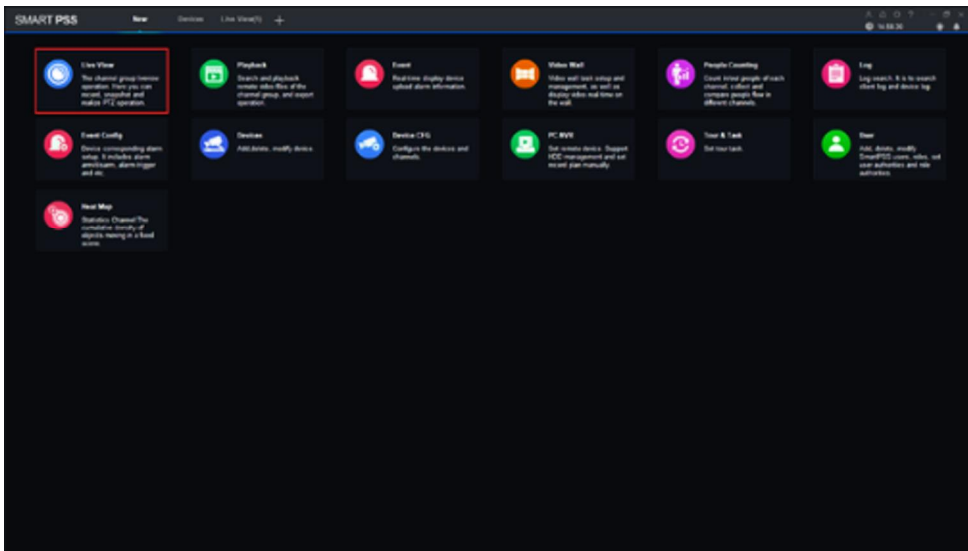 SMART PSS
New
Devices
Live View(1)
Live View
The channel group liveview
operation. Here you can
record, snapshot and
realize PTZ operation.
Playback
Search and playback
remote video files of the
channel group, and export
operation.
Event
Real-time display device
upload alarm information.
Video Wall
Video wall task setup and
management, as well as
display video real-time on
the wall.
People Counting
Count in/out people of each
channel, collect and
compare people flow in
different channels.
Log
Log search. It is to search
client log and device log.
Event Config
Device corresponding alarm
setup. It includes alarm
arm/disarm, alarm trigger
and etc.
Devices
Add,delete, modify device.
Device CFG
Configure the devices and
channels.
PC-NVR
Set remote device. Support
HDD management and set
record plan manually.
Tour & Task
Set tour task.
User
Add, delete, modify
SmartPSS users, roles, set
user authorities and role
authorities.
Heat Map
Statistics Channel The
cumulative density of
objects moving in a fixed
scene.